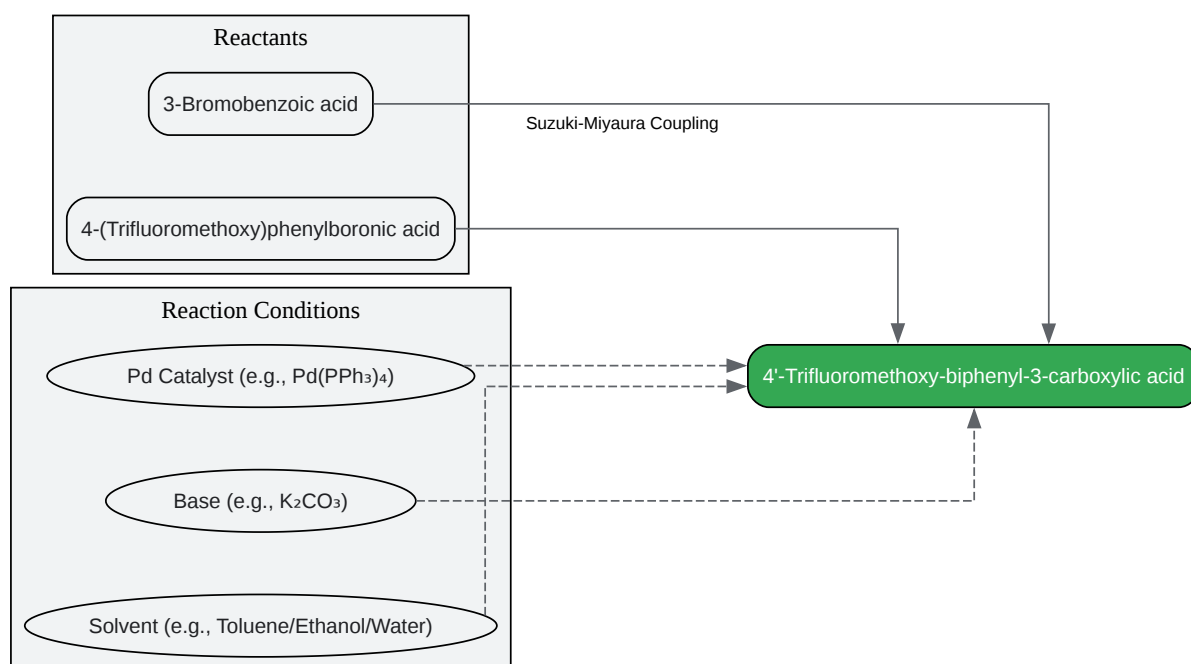 Reactants
3-Bromobenzoic acid
Suzuki-Miyaura Coupling
4-(Trifluoromethoxy)phenylboronic acid
Reaction Conditions
Pd Catalyst (e.g., Pd(PPh₃)₄)
4'-Trifluoromethoxy-biphenyl-3-carboxylic acid
Base (e.g., K₂CO₃)
Solvent (e.g., Toluene/Ethanol/Water)